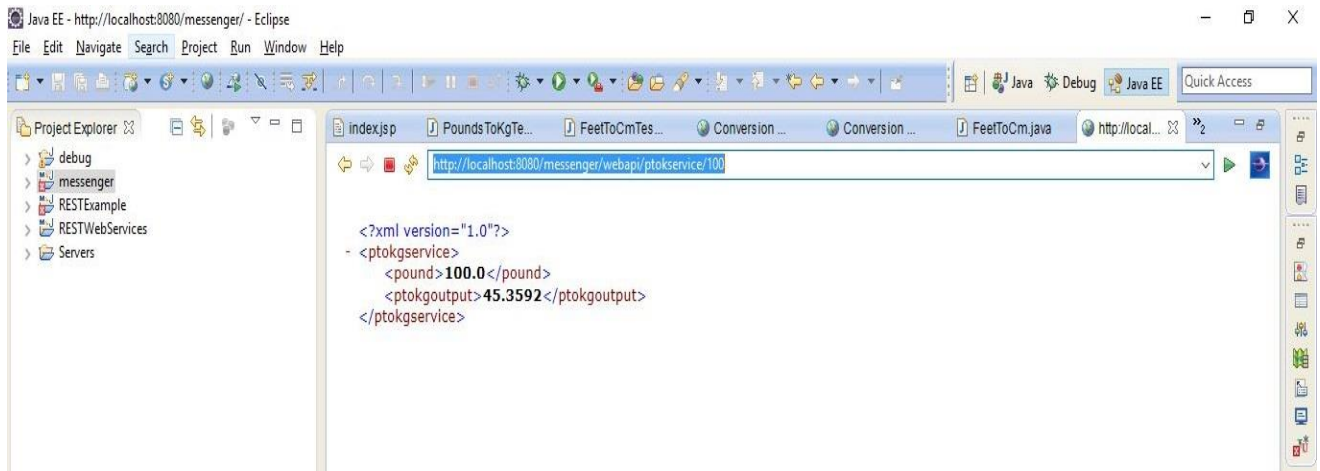 Java EE - http://localhost:8080/messenger/ - Eclipse
File Edit Navigate Search Project Run Window Help
Java Debug Java EE Quick Access
Project Explorer
index.jsp PoundsToKgTe... FeetToCmTes... Conversion ... Conversion ... FeetToCm.java http://local... »2
debug
messenger
RESTExample
RESTWebServices
Servers
http://localhost:8080/messenger/webapi/ptokservice/100
<?xml version="1.0"?>
- <ptokgservice>
<pound>100.0</pound>
<ptokgoutput>45.3592</ptokgoutput>
</ptokgservice>